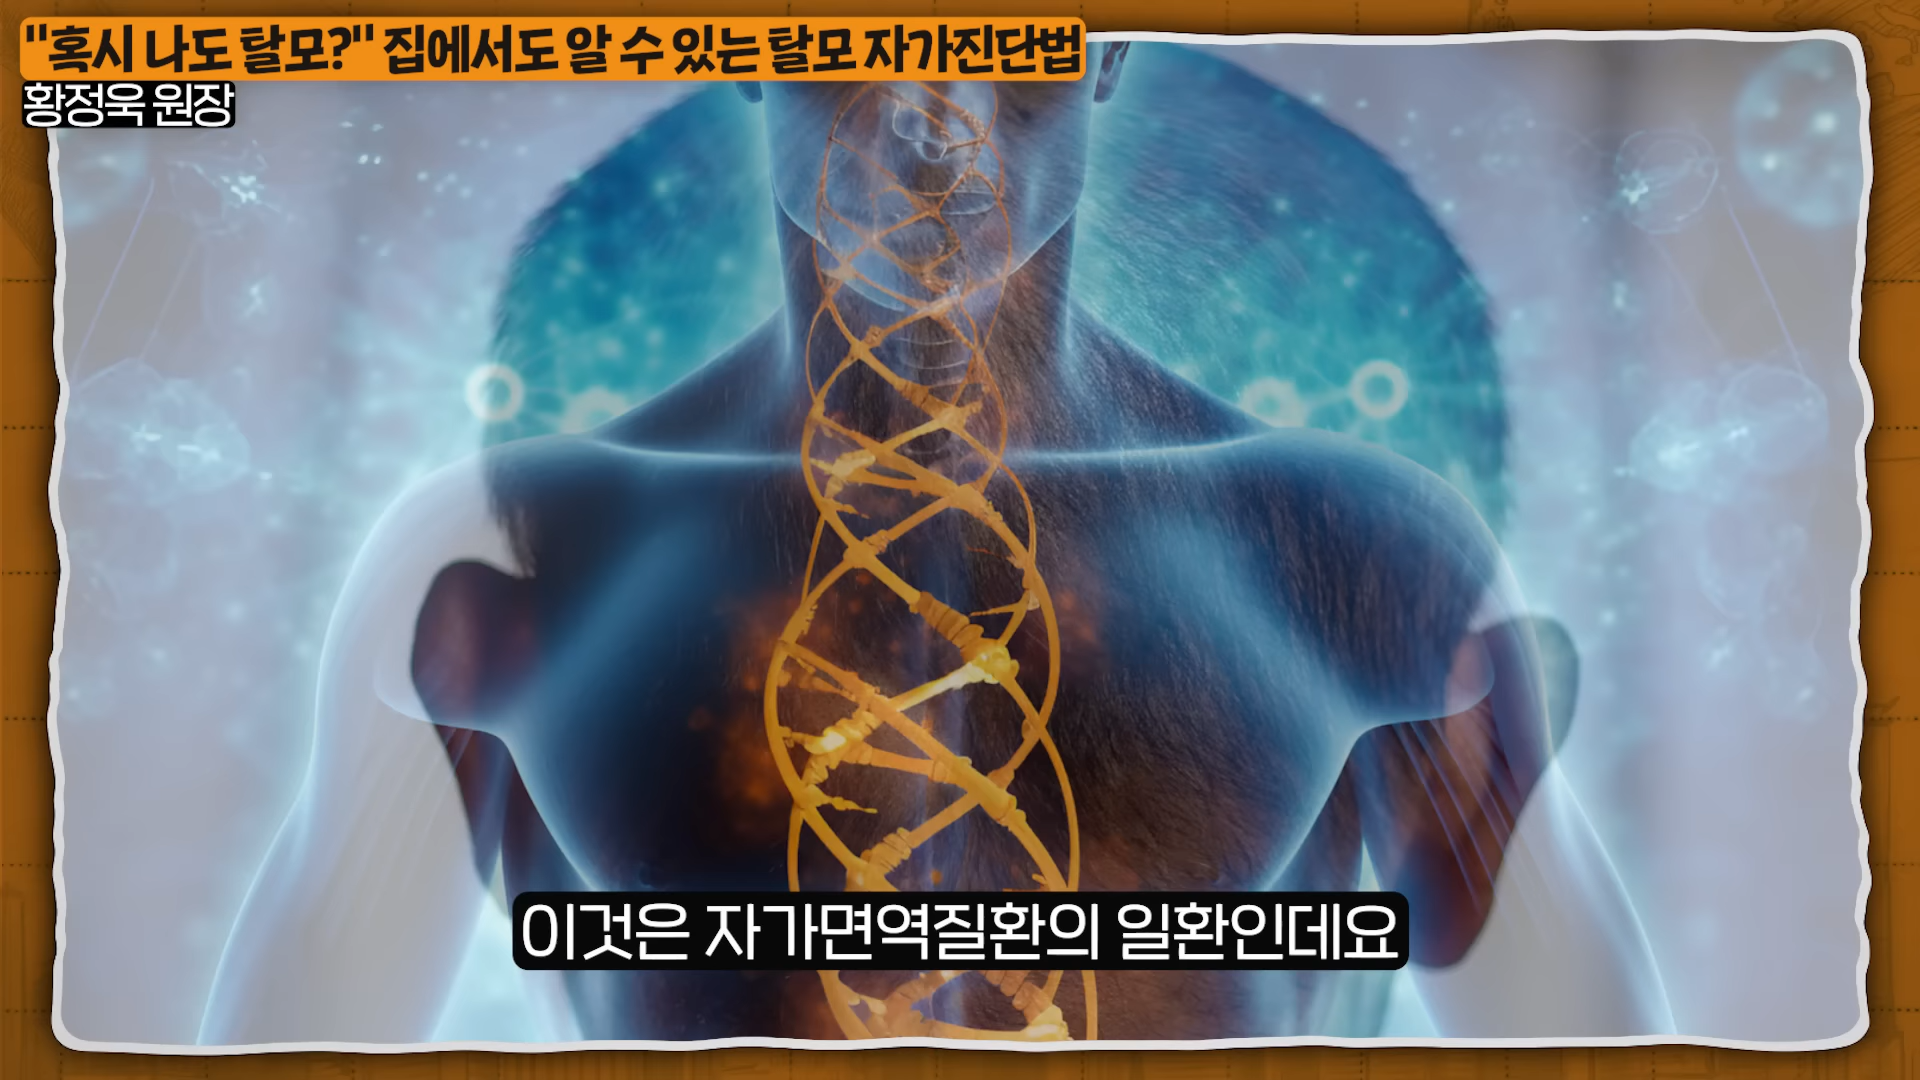 "혹시 나도 탈모?" 집에서도 알 수 있는 탈모 자가진단법
황정욱 원장
이것은 자가면역질환의 일환인데요